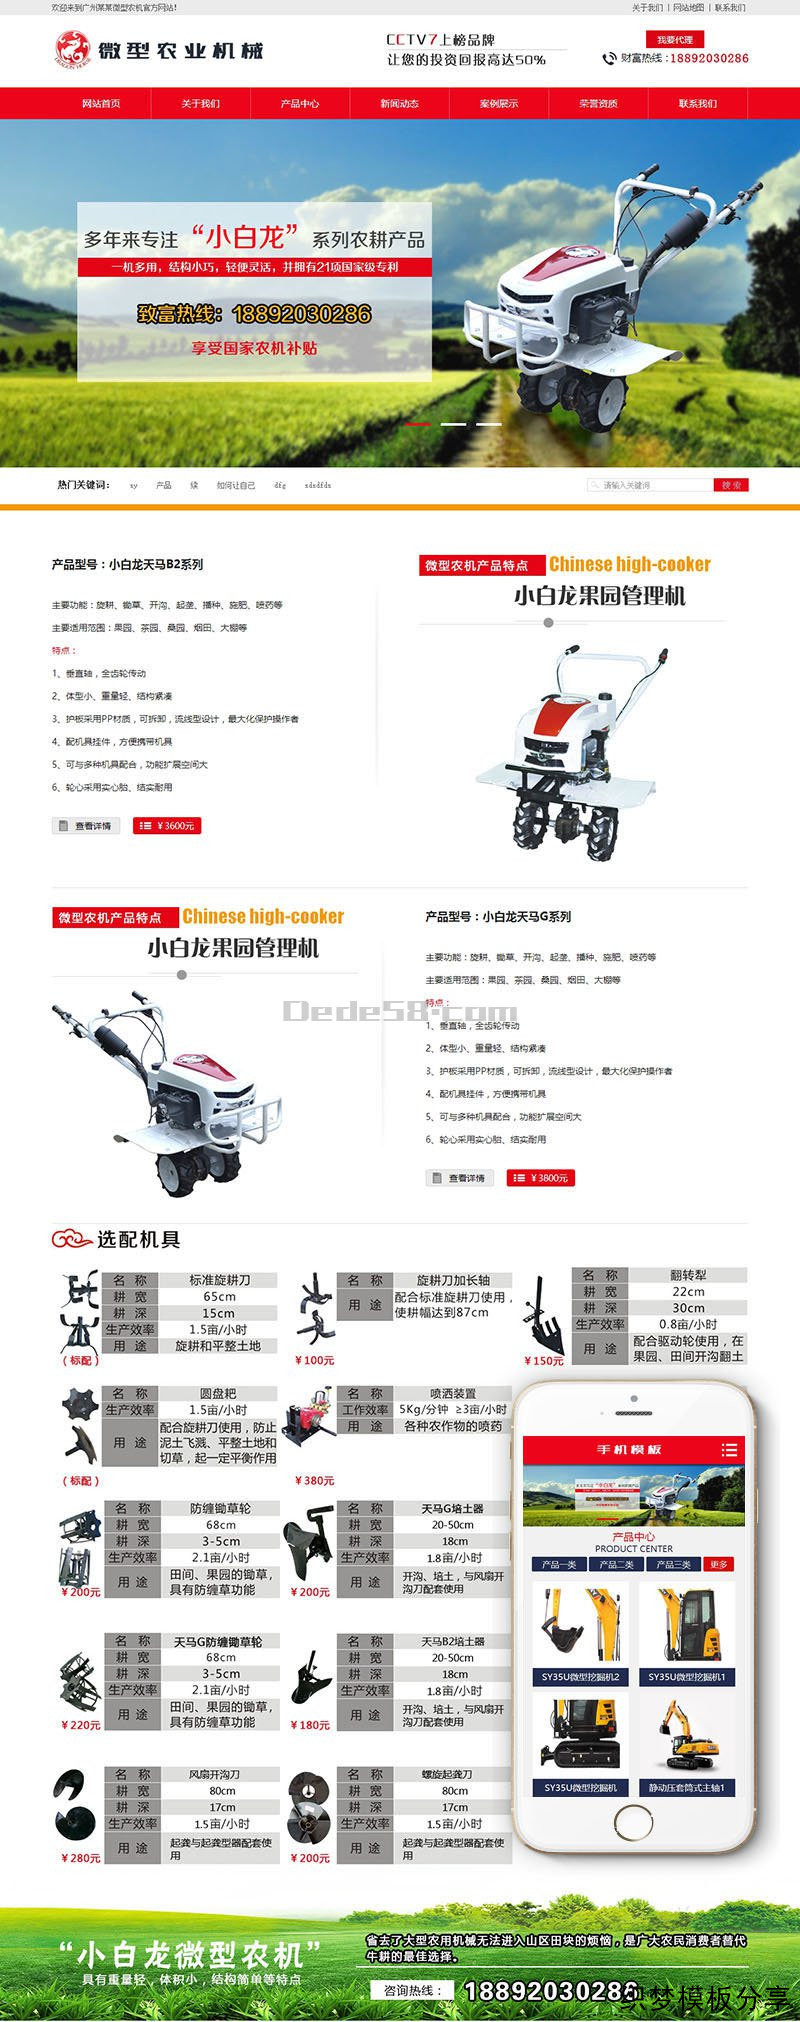 欢迎来到广州某某微型农机官方网站!
关于我们 | 网站地图 | 联系我们
微型农业机械
CCTV7上榜品牌
让您的投资回报高达50%
我要代理
财富热线:18892030286
网站首页 关于我们 产品中心 新闻动态 案例展示 荣誉资质 联系我们
多年来专注“小白龙”系列农耕产品
一机多用,结构小巧,轻便灵活,并拥有21项国家级专利
致富热线:18892030286
享受国家农机补贴
热门关键词: xy 产品 续 如何让自己 dfg sdsdfds
请输入关键词 搜索
产品型号:小白龙天马B2系列
主要功能:旋耕、锄草、开沟、起垄、播种、施肥、喷药等
主要适用范围:果园、茶园、桑园、烟田、大棚等
特点:
1、垂直轴,全齿轮传动
2、体型小、重量轻、结构紧凑
3、护板采用PP材质,可拆卸,流线型设计,最大化保护操作者
4、配机具挂件,方便携带机具
5、可与多种机具配合,功能扩展空间大
6、轮心采用实心胎、结实耐用
查看详情 ¥3600元
微型农机产品特点 Chinese high-cooker
小白龙果园管理机
微型农机产品特点 Chinese high-cooker
小白龙果园管理机
Dede58.com
产品型号:小白龙天马G系列
主要功能:旋耕、锄草、开沟、起垄、播种、施肥、喷药等
主要适用范围:果园、茶园、桑园、烟田、大棚等
特点:
1、垂直轴,全齿轮传动
2、体型小、重量轻、结构紧凑
3、护板采用PP材质,可拆卸,流线型设计,最大化保护操作者
4、配机具挂件,方便携带机具
5、可与多种机具配合,功能扩展空间大
6、轮心采用实心胎、结实耐用
查看详情 ¥3800元
选配机具
名 称 标准旋耕刀
耕 宽 65cm
耕 深 15cm
生产效率 1.5亩/小时
用 途 旋耕和平整土地
(标配)
名 称 旋耕刀加长轴
用 途 配合标准旋耕刀使用,
使耕幅达到87cm
¥100元
名 称 翻转犁
耕 宽 22cm
耕 深 30cm
生产效率 0.8亩/小时
用 途 配合驱动轮使用,在
果园、田间开沟翻土
¥150元
名 称 圆盘耙
生产效率 1.5亩/小时
用 途 配合旋耕刀使用,防止
泥土飞溅、平整土地和
切草,起一定平衡作用
(标配)
名 称 喷洒装置
工作效率 5Kg/分钟 ≥3亩/小时
用 途 各种农作物的喷药
¥380元
名 称 防缠锄草轮
耕 宽 68cm
耕 深 3-5cm
生产效率 2.1亩/小时
用 途 田间、果园的锄草,
具有防缠草功能
¥200元
名 称 天马G培土器
耕 宽 20-50cm
耕 深 18cm
生产效率 1.8亩/小时
用 途 开沟、培土,与风扇开
沟刀配套使用
¥200元
名 称 天马G防缠锄草轮
耕 宽 68cm
耕 深 3-5cm
生产效率 2.1亩/小时
用 途 田间、果园的锄草,
具有防缠草功能
¥220元
名 称 天马B2培土器
耕 宽 20-50cm
耕 深 18cm
生产效率 1.8亩/小时
用 途 开沟、培土,与风扇开
沟刀配套使用
¥180元
名 称 风扇开沟刀
耕 宽 80cm
耕 深 17cm
生产效率 1.5亩/小时
用 途 起龚与起龚型器配套使
用
¥280元
名 称 螺旋起龚刀
耕 宽 80cm
耕 深 17cm
生产效率 1.5亩/小时
用 途 起龚与起龚型器配套使
用
¥200元
手机模板
产品中心
PRODUCT CENTER
产品一类 产品二类 产品三类 更多
SY35U微型挖掘机2 SY35U微型挖掘机1
SY35U微型挖掘机 静动压套筒式主轴1
“小白龙微型农机”
具有重量轻,体积小,结构简单等特点
省去了大型农用机械无法进入山区田块的烦恼,是广大农民消费者替代
牛耕的最佳选择。
咨询热线: 18892030286
织梦模板分享